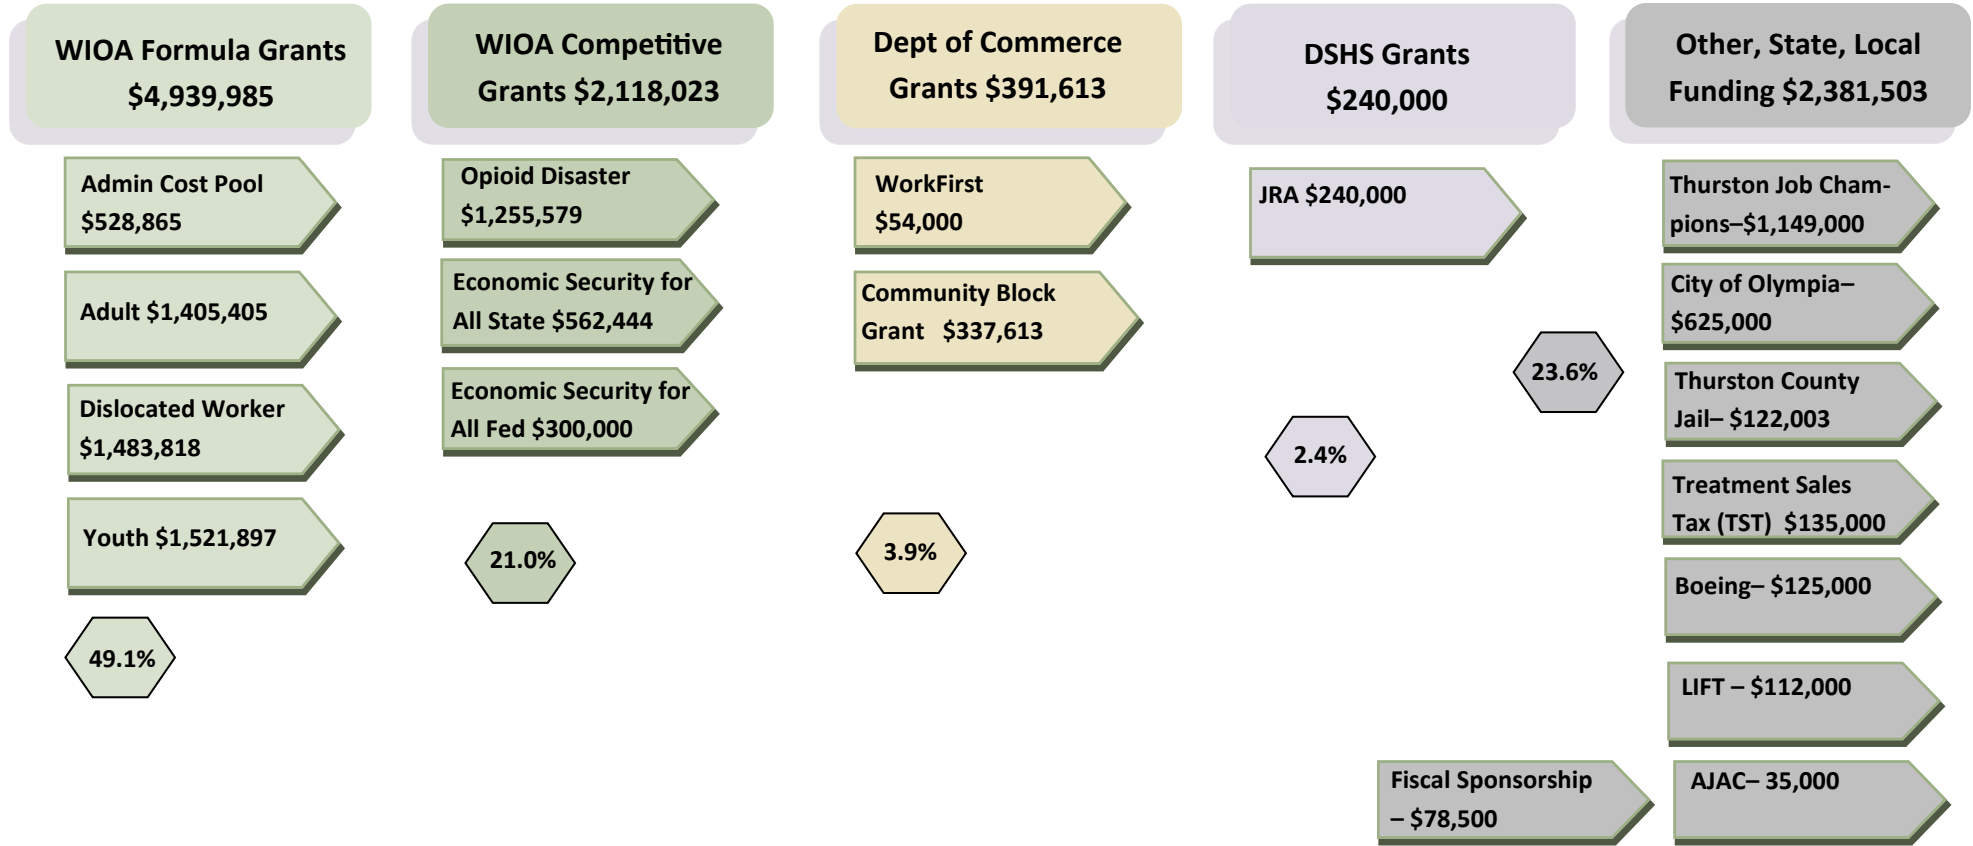 WIOA Formula Grants
$4,939,985
Admin Cost Pool
$528,865
Adult $1,405,405
Dislocated Worker
$1,483,818
Youth $1,521,897
49.1%
WIOA Competitive
Grants $2,118,023
Opioid Disaster
$1,255,579
Economic Security for
All State $562,444
Economic Security for
All Fed $300,000
21.0%
Dept of Commerce
Grants $391,613
WorkFirst
$54,000
Community Block
Grant $337,613
3.9%
DSHS Grants
$240,000
JRA $240,000
2.4%
Other, State, Local
Funding $2,381,503
Thurston Job Cham-
pions–$1,149,000
City of Olympia–
$625,000
Thurston County
Jail– $122,003
Treatment Sales
Tax (TST) $135,000
Boeing– $125,000
LIFT – $112,000
AJAC– 35,000
Fiscal Sponsorship
– $78,500
23.6%